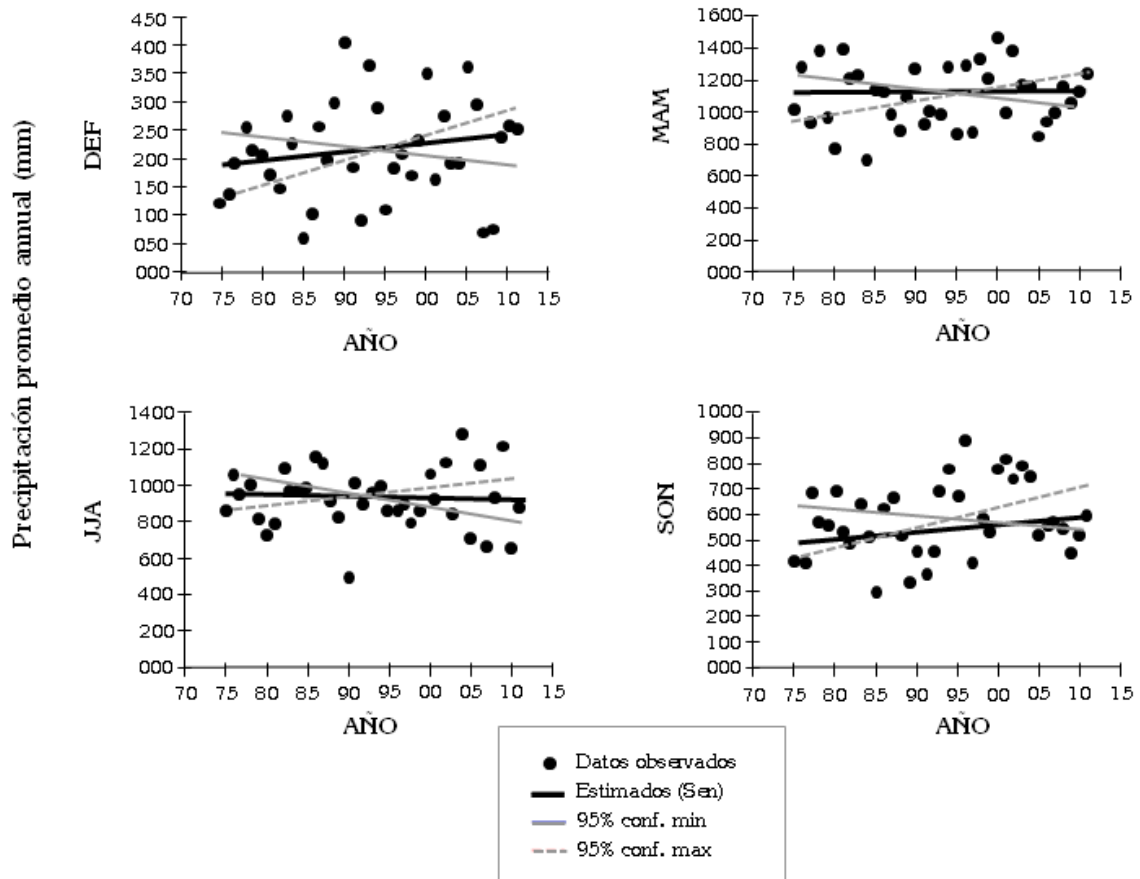 Precipitación promedio annual (mm)
DEF
450
400
350
300
250
200
150
100
050
000
70 75 80 85 90 95 00 05 10 15
AÑO
MAM
1600
1400
1200
1000
800
600
400
200
000
70 75 80 85 90 95 00 05 10 15
AÑO
JJA
1400
1200
1000
800
600
400
200
000
70 75 80 85 90 95 00 05 10 15
AÑO
SON
1000
900
800
700
600
500
400
300
200
100
000
70 75 80 85 90 95 00 05 10 15
AÑO
Datos observados
Estimados (Sen)
95% conf. min
95% conf. max